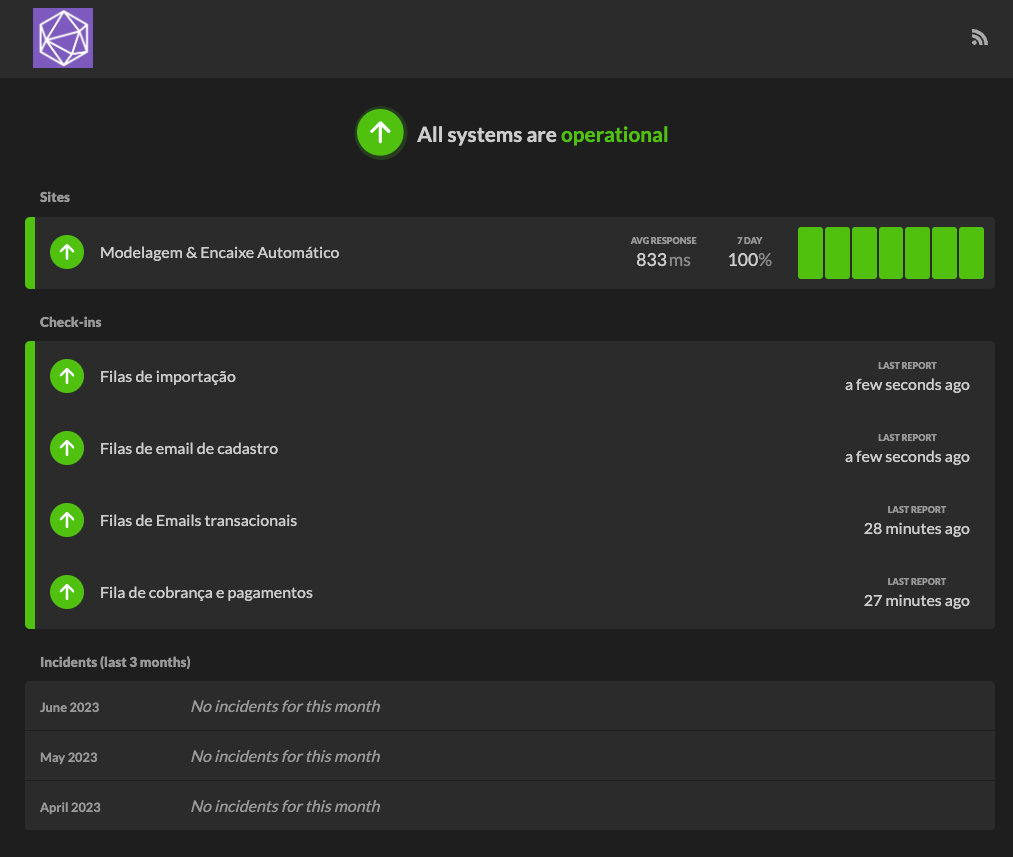 All systems are operational
Sites
Modelagem & Encaixe Automático
AVG RESPONSE
833ms
7 DAY
100%
Check-ins
Filas de importação
LAST REPORT
a few seconds ago
Filas de email de cadastro
LAST REPORT
a few seconds ago
Filas de Emails transacionais
LAST REPORT
28 minutes ago
Fila de cobrança e pagamentos
LAST REPORT
27 minutes ago
Incidents (last 3 months)
June 2023 No incidents for this month
May 2023 No incidents for this month
April 2023 No incidents for this month